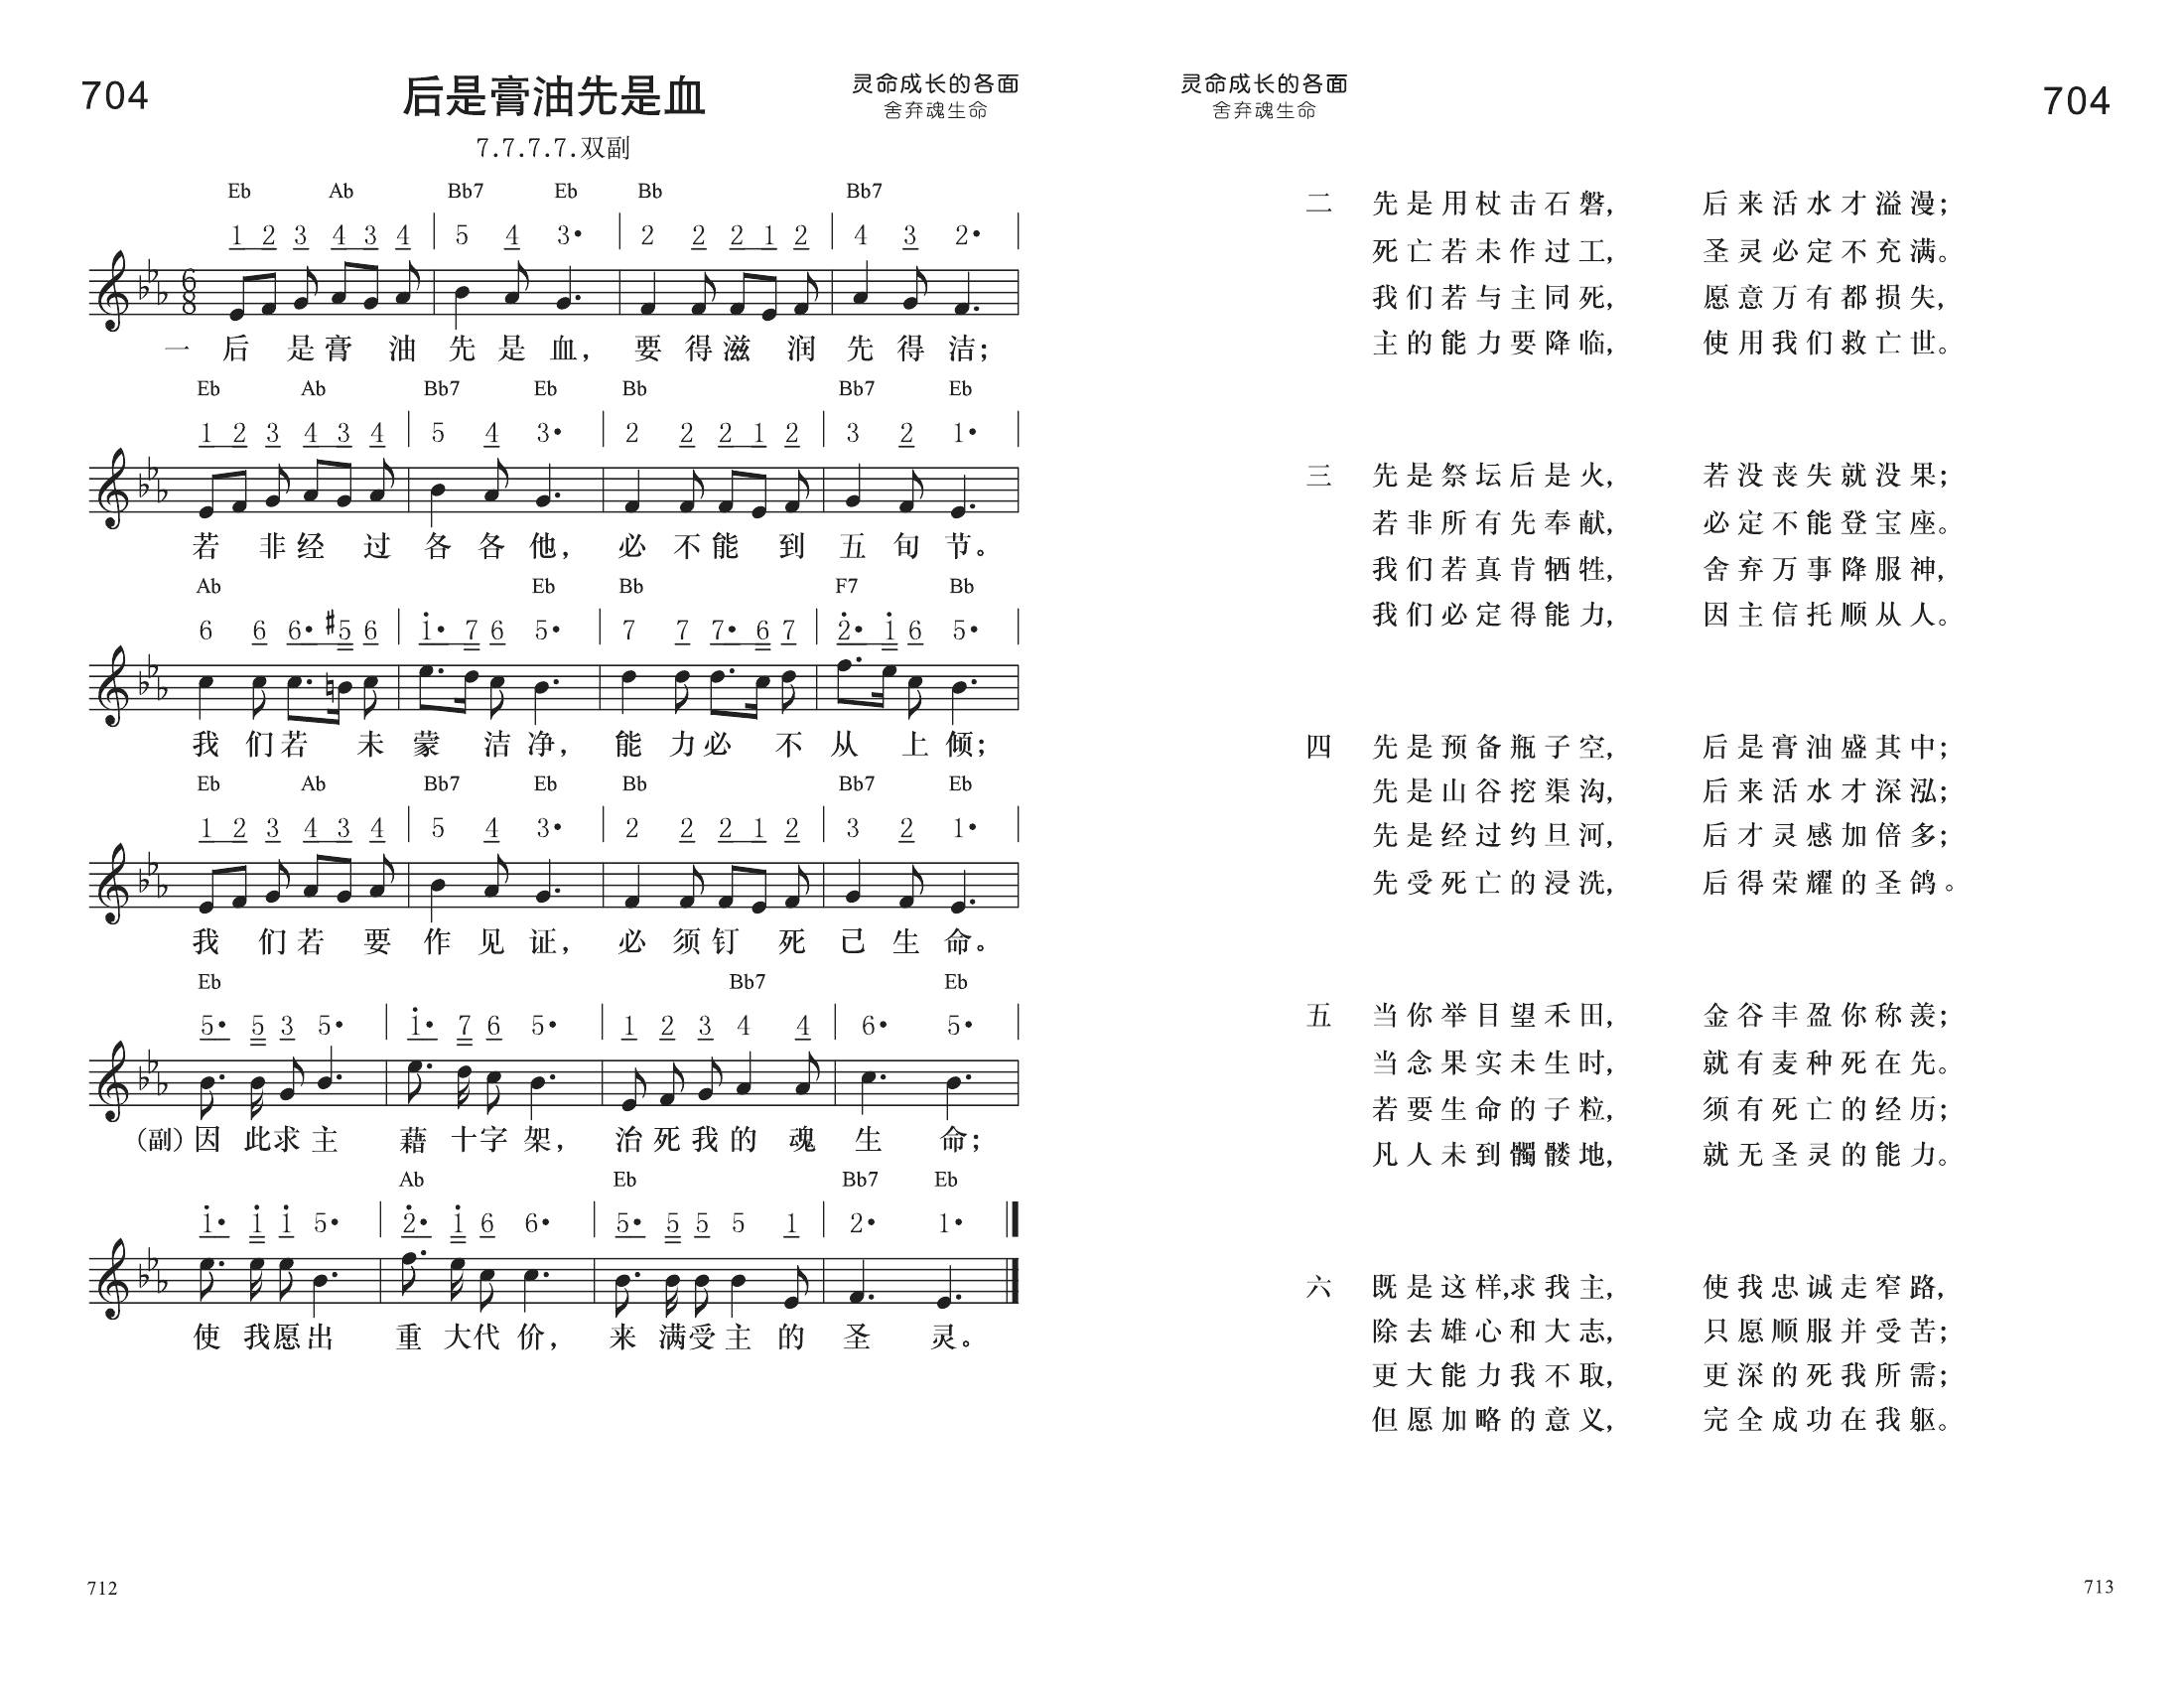 704
后是膏油先是血
灵命成长的各面
舍弃魂生命
7.7.7.7.双副
Eb Ab Bb7 Eb Bb Bb7
1 2 3 4 3 4 | 5 4 3• | 2 2 2 1 2 | 4 3 2• |
6 8
一 后 是膏 油 先 是 血， 要 得滋 润 先 得 洁；
Eb Ab Bb7 Eb Bb Bb7 Eb
1 2 3 4 3 4 | 5 4 3• | 2 2 2 1 2 | 3 2 1• |
若 非经 过 各 各 他， 必 不能 到 五 旬 节。
Ab Eb Bb F7 Bb
6 6 6• #5 6 | 1• 7 6 5• | 7 7 7• 6 7 | 2• 1 6 5• |
我 们若 未 蒙 洁 净， 能 力必 不 从 上 倾；
Eb Ab Bb7 Eb Bb Bb7 Eb
1 2 3 4 3 4 | 5 4 3• | 2 2 2 1 2 | 3 2 1• |
我 们若 要 作 见 证， 必 须钉 死 己 生 命。
Eb Bb7 Eb
5• 5 3 5• | 1• 7 6 5• | 1 2 3 4 4 | 6• 5• |
(副)因 此求 主 藉 十字 架， 治 死我 的 魂 生 命；
Ab Eb Bb7 Eb
1• 1 1 5• | 2• 1 6 6• | 5• 5 5 5 1 | 2• 1•
使 我愿 出 重 大代 价， 来 满受 主 的 圣 灵。
712
灵命成长的各面
舍弃魂生命
704
二 先是用杖击石磐， 后来活水才溢漫；
死亡若未作过工， 圣灵必定不充满。
我们若与主同死， 愿意万有都损失，
主的能力要降临， 使用我们救亡世。
三 先是祭坛后是火， 若没丧失就没果；
若非所有先奉献， 必定不能登宝座。
我们若真肯牺牲， 舍弃万事降服神，
我们必定得能力， 因主信托顺从人。
四 先是预备瓶子空， 后是膏油盛其中；
先是山谷挖渠沟， 后来活水才深泓；
先是经过约旦河， 后才灵感加倍多；
先受死亡的浸洗， 后得荣耀的圣鸽。
五 当你举目望禾田， 金谷丰盈你称羡；
当念果实未生时， 就有麦种死在先。
若要生命的子粒， 须有死亡的经历；
凡人未到髑髅地， 就无圣灵的能力。
六 既是这样,求我主， 使我忠诚走窄路，
除去雄心和大志， 只愿顺服并受苦；
更大能力我不取， 更深的死我所需；
但愿加略的意义， 完全成功在我躯。
713